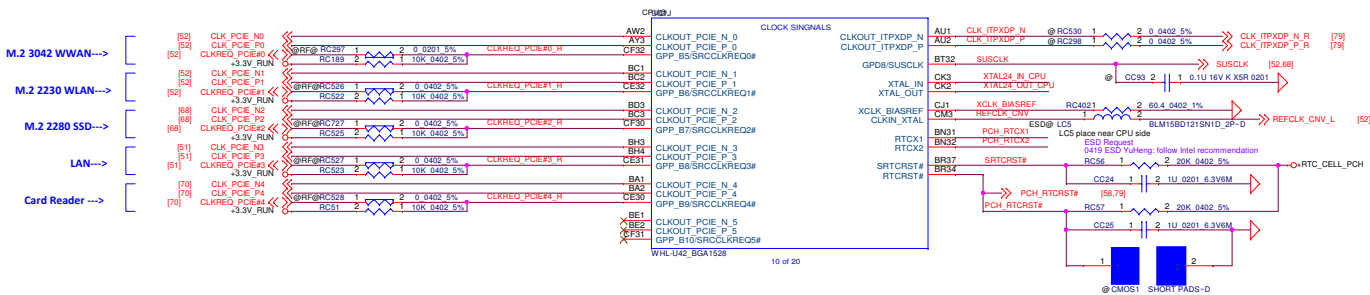 CPU@
CLOCK SINGNALS
M.2 3042 WWAN--->
[52] CLK_PCIE_N0
[52] CLK_PCIE_P0
[52] CLKREQ_PCIE#0
+3.3V_RUN
@RF@ RC297 1 2 0_0201_5% CLKREQ_PCIE#0_R
RC189 1 2 10K_0402_5%
AW2 CLKOUT_PCIE_N_0
AY3 CLKOUT_PCIE_P_0
CF32 GPP_B5/SRCCLKREQ0#
M.2 2230 WLAN--->
[52] CLK_PCIE_N1
[52] CLK_PCIE_P1
[52] CLKREQ_PCIE#1
+3.3V_RUN
@RF@ RC526 1 2 0_0402_5% CLKREQ_PCIE#1_R
RC522 1 2 10K_0402_5%
BC1 CLKOUT_PCIE_N_1
BC2 CLKOUT_PCIE_P_1
CE32 GPP_B6/SRCCLKREQ1#
M.2 2280 SSD--->
[68] CLK_PCIE_N2
[68] CLK_PCIE_P2
[68] CLKREQ_PCIE#2
+3.3V_RUN
@RF@ RC727 1 2 0_0402_5% CLKREQ_PCIE#2_R
RC525 1 2 10K_0402_5%
BD3 CLKOUT_PCIE_N_2
BC3 CLKOUT_PCIE_P_2
CF30 GPP_B7/SRCCLKREQ2#
LAN--->
[51] CLK_PCIE_N3
[51] CLK_PCIE_P3
[51] CLKREQ_PCIE#3
+3.3V_RUN
@RF@ RC527 1 2 0_0402_5% CLKREQ_PCIE#3_R
RC523 1 2 10K_0402_5%
BH3 CLKOUT_PCIE_N_3
BH4 CLKOUT_PCIE_P_3
CE31 GPP_B8/SRCCLKREQ3#
Card Reader --->
[70] CLK_PCIE_N4
[70] CLK_PCIE_P4
[70] CLKREQ_PCIE#4
+3.3V_RUN
@RF@ RC528 1 2 0_0402_5% CLKREQ_PCIE#4_R
RC51 1 2 10K_0402_5%
BA1 CLKOUT_PCIE_N_4
BA2 CLKOUT_PCIE_P_4
CE30 GPP_B9/SRCCLKREQ4#
BE1 CLKOUT_PCIE_N_5
BE2 CLKOUT_PCIE_P_5
CF31 GPP_B10/SRCCLKREQ5#
WHL-U42_BGA1528
10 of 20
CLKOUT_ITPXDP_N AU1 CLK_ITPXDP_N @ RC530 1 2 0_0402_5% CLK_ITPXDP_N_R [79]
CLKOUT_ITPXDP_P AU2 CLK_ITPXDP_P @ RC298 1 2 0_0402_5% CLK_ITPXDP_P_R [79]
GPD8/SUSCLK BT32 SUSCLK SUSCLK [52,68]
@ CC93 1 2 0.1U 16V K X5R 0201
XTAL_IN CK3 XTAL24_IN_CPU
XTAL_OUT CK2 XTAL24_OUT_CPU
XCLK_BIASREF CJ1 XCLK_BIASREF RC4021 1 2 60.4_0402_1%
CLKIN_XTAL CM3 REFCLK_CNV REFCLK_CNV_L [52]
ESD@ LC5 BLM15BD121SN1D_2P-D
LC5 place near CPU side
ESD Request
0419 ESD YuHeng: follow Intel recommendation
RTCX1 BN31 PCH_RTCX1
RTCX2 BN32 PCH_RTCX2
SRTCRST# BR37 SRTCRST# RC56 1 2 20K_0402_5% +RTC_CELL_PCH
RTCRST# BR34
CC24 1 2 1U_0201_6.3V6M
PCH_RTCRST# [58,79]
PCH_RTCRST# RC57 1 2 20K_0402_5%
CC25 1 2 1U_0201_6.3V6M
1 2
@ CMOS1 SHORT PADS~D